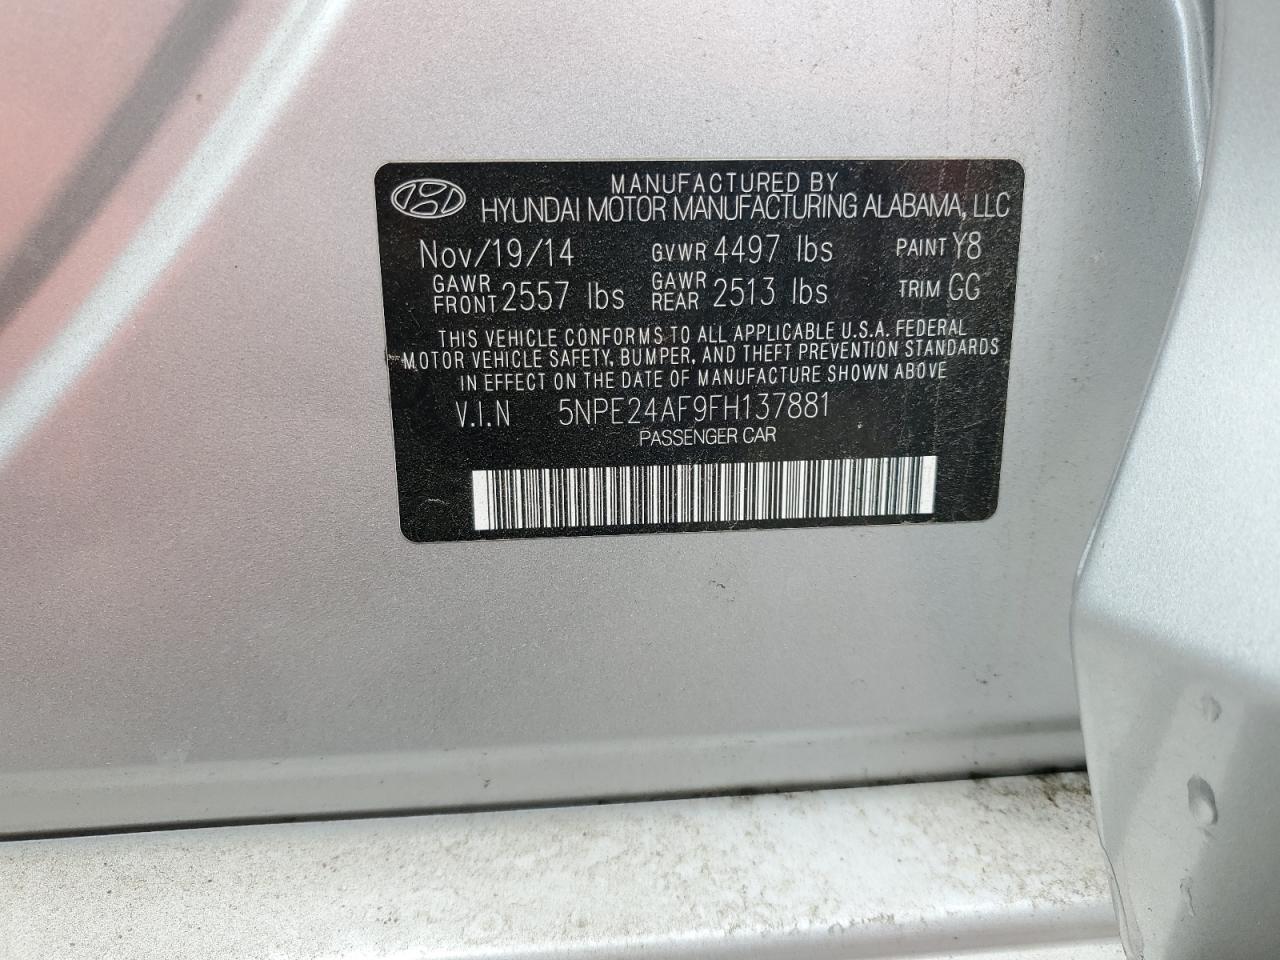 MANUFACTURED BY
HYUNDAI MOTOR MANUFACTURING ALABAMA, LLC
Nov/19/14 GVWR 4497 lbs PAINT Y8
GAWR FRONT 2557 lbs GAWR REAR 2513 lbs TRIM GG
THIS VEHICLE CONFORMS TO ALL APPLICABLE U.S.A. FEDERAL
MOTOR VEHICLE SAFETY, BUMPER, AND THEFT PREVENTION STANDARDS
IN EFFECT ON THE DATE OF MANUFACTURE SHOWN ABOVE
V.I.N 5NPE24AF9FH137881
PASSENGER CAR